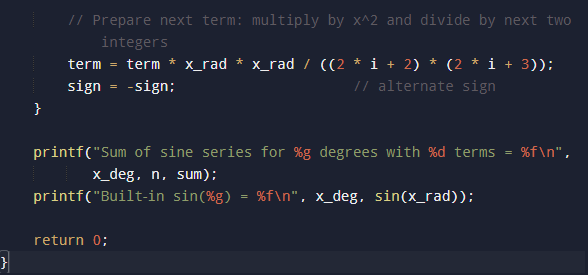 // Prepare next term: multiply by x^2 and divide by next two
integers
term = term * x_rad * x_rad / ((2 * i + 2) * (2 * i + 3));
sign = -sign; // alternate sign
}
printf("Sum of sine series for %g degrees with %d terms = %f\n",
x_deg, n, sum);
printf("Built-in sin(%g) = %f\n", x_deg, sin(x_rad));
return 0;
}